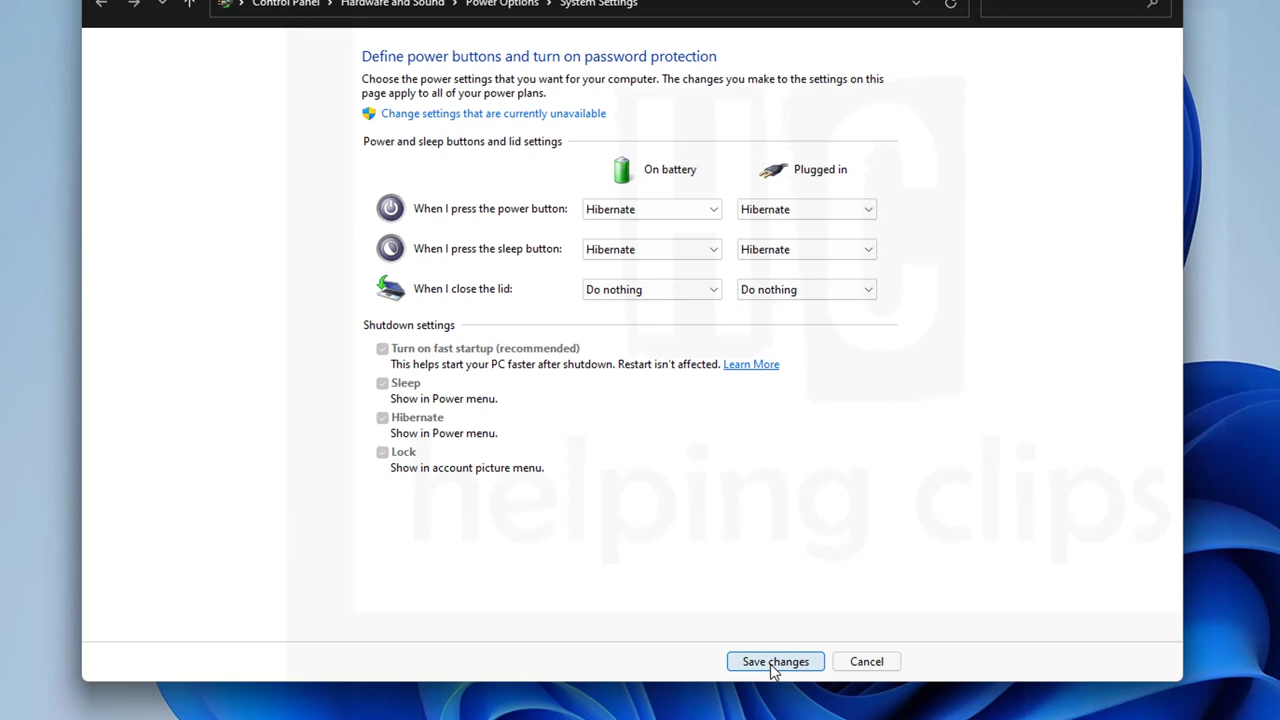 Control Panel > Hardware and Sound > Power Options > System Settings
Define power buttons and turn on password protection
Choose the power settings that you want for your computer. The changes you make to the settings on this
page apply to all of your power plans.
Change settings that are currently unavailable
Power and sleep buttons and lid settings
On battery Plugged in
When I press the power button: Hibernate Hibernate
When I press the sleep button: Hibernate Hibernate
When I close the lid: Do nothing Do nothing
Shutdown settings
Turn on fast startup (recommended)
This helps start your PC faster after shutdown. Restart isn't affected. Learn More
Sleep
Show in Power menu.
Hibernate
Show in Power menu.
Lock
Show in account picture menu.
HC
helping clips
Save changes Cancel